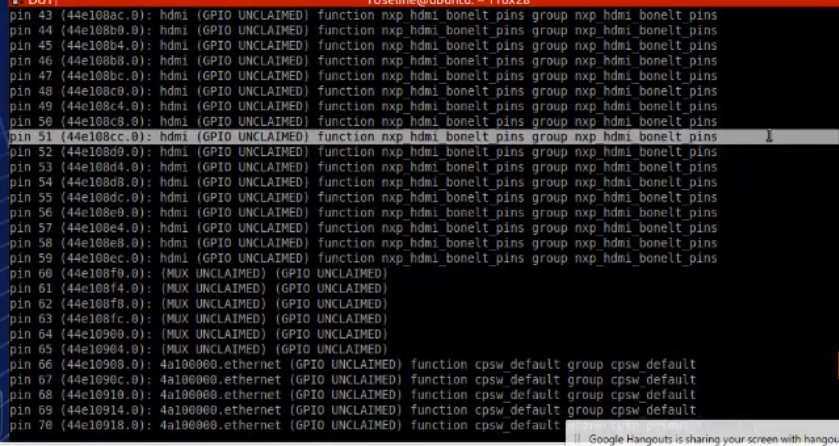 roseline@ubuntu: ~ 116x28
pin 43 (44e108ac.0): hdmi (GPIO UNCLAIMED) function nxp_hdmi_bonelt_pins group nxp_hdmi_bonelt_pins
pin 44 (44e108b0.0): hdmi (GPIO UNCLAIMED) function nxp_hdmi_bonelt_pins group nxp_hdmi_bonelt_pins
pin 45 (44e108b4.0): hdmi (GPIO UNCLAIMED) function nxp_hdmi_bonelt_pins group nxp_hdmi_bonelt_pins
pin 46 (44e108b8.0): hdmi (GPIO UNCLAIMED) function nxp_hdmi_bonelt_pins group nxp_hdmi_bonelt_pins
pin 47 (44e108bc.0): hdmi (GPIO UNCLAIMED) function nxp_hdmi_bonelt_pins group nxp_hdmi_bonelt_pins
pin 48 (44e108c0.0): hdmi (GPIO UNCLAIMED) function nxp_hdmi_bonelt_pins group nxp_hdmi_bonelt_pins
pin 49 (44e108c4.0): hdmi (GPIO UNCLAIMED) function nxp_hdmi_bonelt_pins group nxp_hdmi_bonelt_pins
pin 50 (44e108c8.0): hdmi (GPIO UNCLAIMED) function nxp_hdmi_bonelt_pins group nxp_hdmi_bonelt_pins
pin 51 (44e108cc.0): hdmi (GPIO UNCLAIMED) function nxp_hdmi_bonelt_pins group nxp_hdmi_bonelt_pins
pin 52 (44e108d0.0): hdmi (GPIO UNCLAIMED) function nxp_hdmi_bonelt_pins group nxp_hdmi_bonelt_pins
pin 53 (44e108d4.0): hdmi (GPIO UNCLAIMED) function nxp_hdmi_bonelt_pins group nxp_hdmi_bonelt_pins
pin 54 (44e108d8.0): hdmi (GPIO UNCLAIMED) function nxp_hdmi_bonelt_pins group nxp_hdmi_bonelt_pins
pin 55 (44e108dc.0): hdmi (GPIO UNCLAIMED) function nxp_hdmi_bonelt_pins group nxp_hdmi_bonelt_pins
pin 56 (44e108e0.0): hdmi (GPIO UNCLAIMED) function nxp_hdmi_bonelt_pins group nxp_hdmi_bonelt_pins
pin 57 (44e108e4.0): hdmi (GPIO UNCLAIMED) function nxp_hdmi_bonelt_pins group nxp_hdmi_bonelt_pins
pin 58 (44e108e8.0): hdmi (GPIO UNCLAIMED) function nxp_hdmi_bonelt_pins group nxp_hdmi_bonelt_pins
pin 59 (44e108ec.0): hdmi (GPIO UNCLAIMED) function nxp_hdmi_bonelt_pins group nxp_hdmi_bonelt_pins
pin 60 (44e108f0.0): (MUX UNCLAIMED) (GPIO UNCLAIMED)
pin 61 (44e108f4.0): (MUX UNCLAIMED) (GPIO UNCLAIMED)
pin 62 (44e108f8.0): (MUX UNCLAIMED) (GPIO UNCLAIMED)
pin 63 (44e108fc.0): (MUX UNCLAIMED) (GPIO UNCLAIMED)
pin 64 (44e10900.0): (MUX UNCLAIMED) (GPIO UNCLAIMED)
pin 65 (44e10904.0): (MUX UNCLAIMED) (GPIO UNCLAIMED)
pin 66 (44e10908.0): 4a100000.ethernet (GPIO UNCLAIMED) function cpsw_default group cpsw_default
pin 67 (44e1090c.0): 4a100000.ethernet (GPIO UNCLAIMED) function cpsw_default group cpsw_default
pin 68 (44e10910.0): 4a100000.ethernet (GPIO UNCLAIMED) function cpsw_default group cpsw_default
pin 69 (44e10914.0): 4a100000.ethernet (GPIO UNCLAIMED) function cpsw_default group cpsw_default
pin 70 (44e10918.0): 4a100000.ethernet (GPIO UNCLAIMED) function cpsw_default
Google Hangouts is sharing your screen with hangou